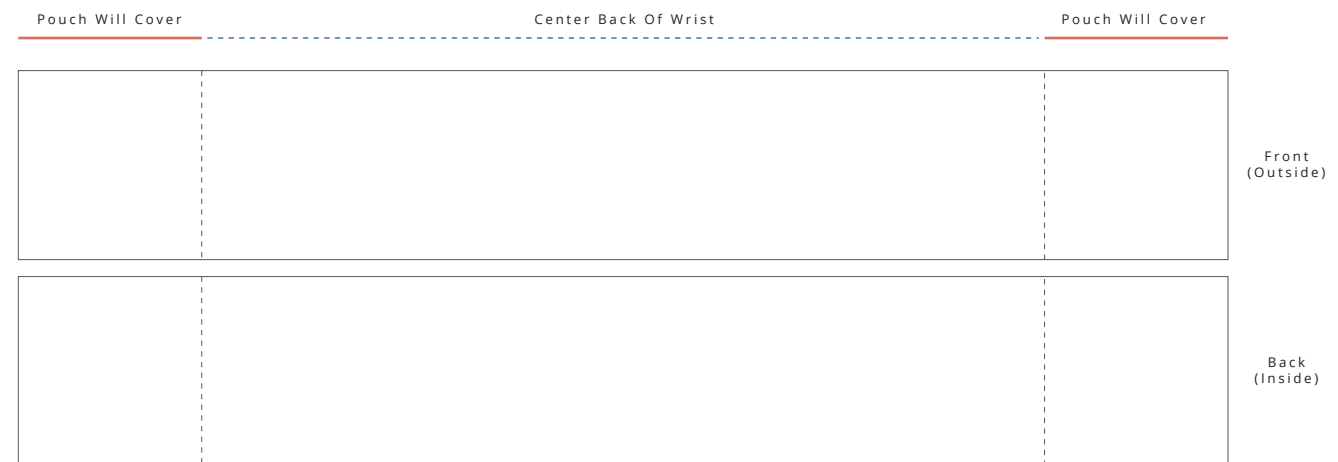 Pouch Will Cover
Center Back Of Wrist
Pouch Will Cover
Front
(Outside)
Back
(Inside)